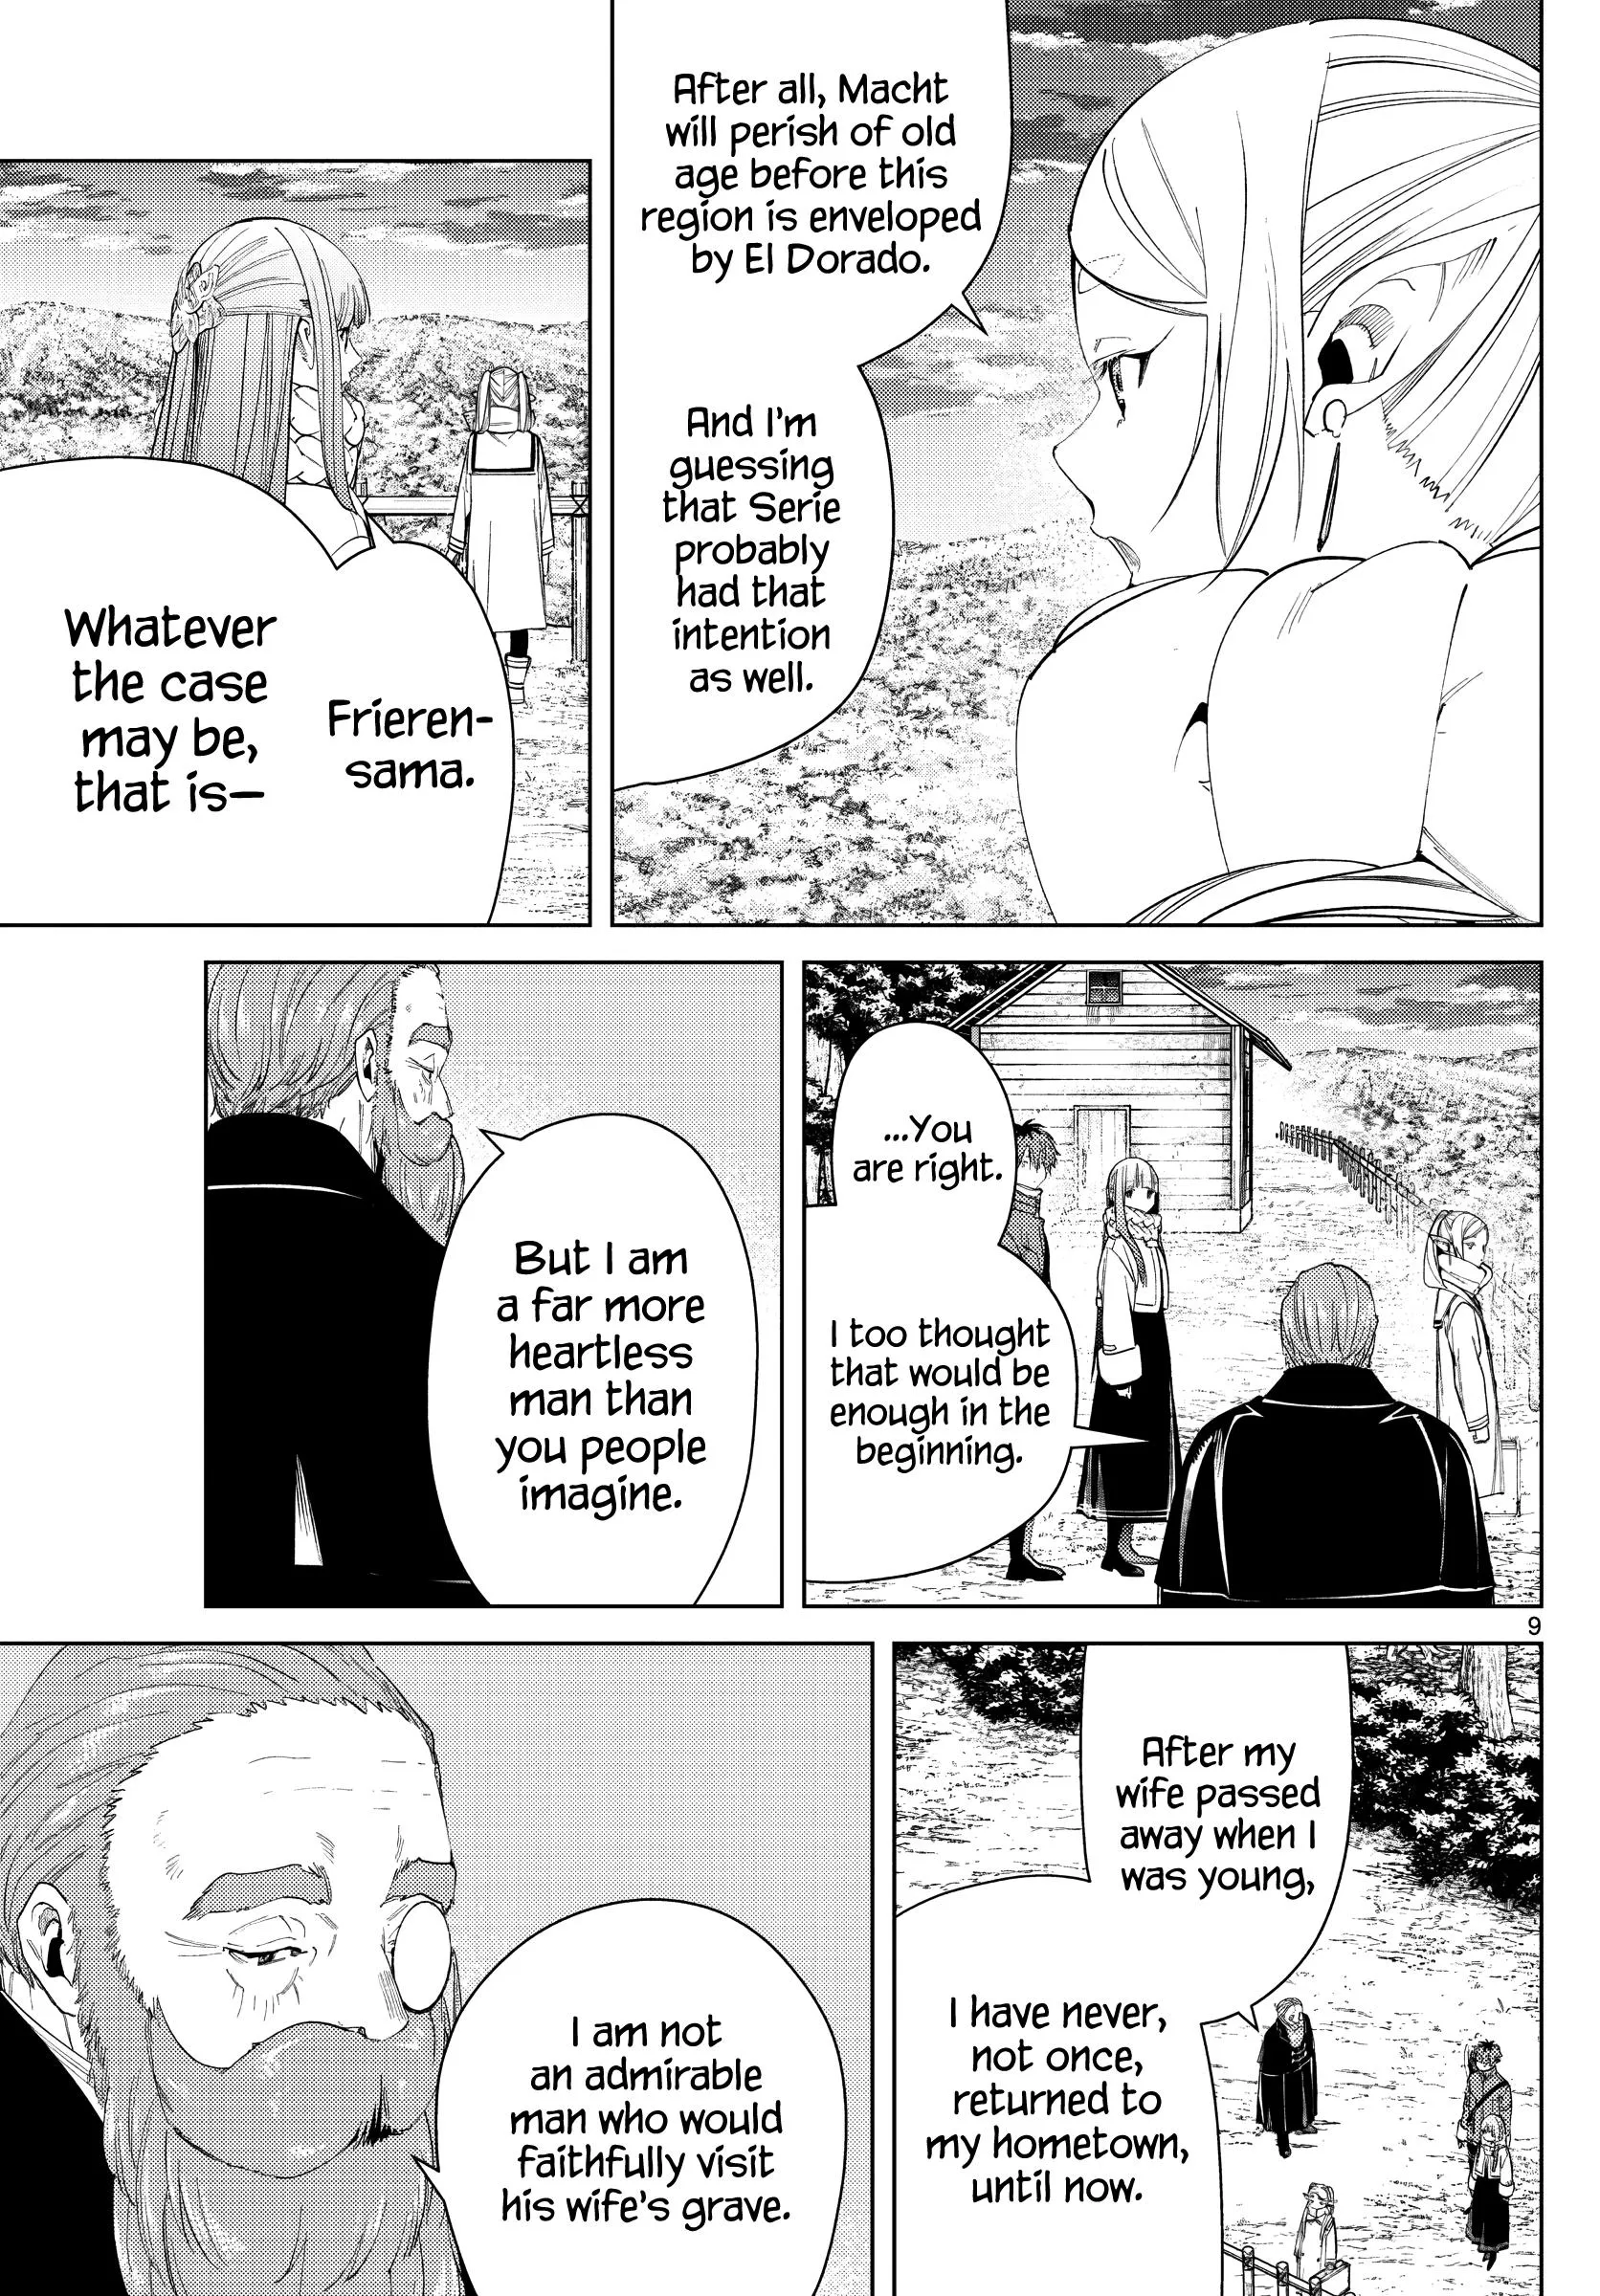 After all, Macht
will perish of old
age before this
region is enveloped
by El Dorado.
And I'm
guessing
that Serie
probably
had that
intention
as well.
Frieren-
sama.
Whatever
the case
may be,
that is—
...You
are right.
I too thought
that would be
enough in the
beginning.
But I am
a far more
heartless
man than
you people
imagine.
9
After my
wife passed
away when I
was young,
I have never,
not once,
returned to
my hometown,
until now.
I am not
an admirable
man who would
faithfully visit
his wife's grave.